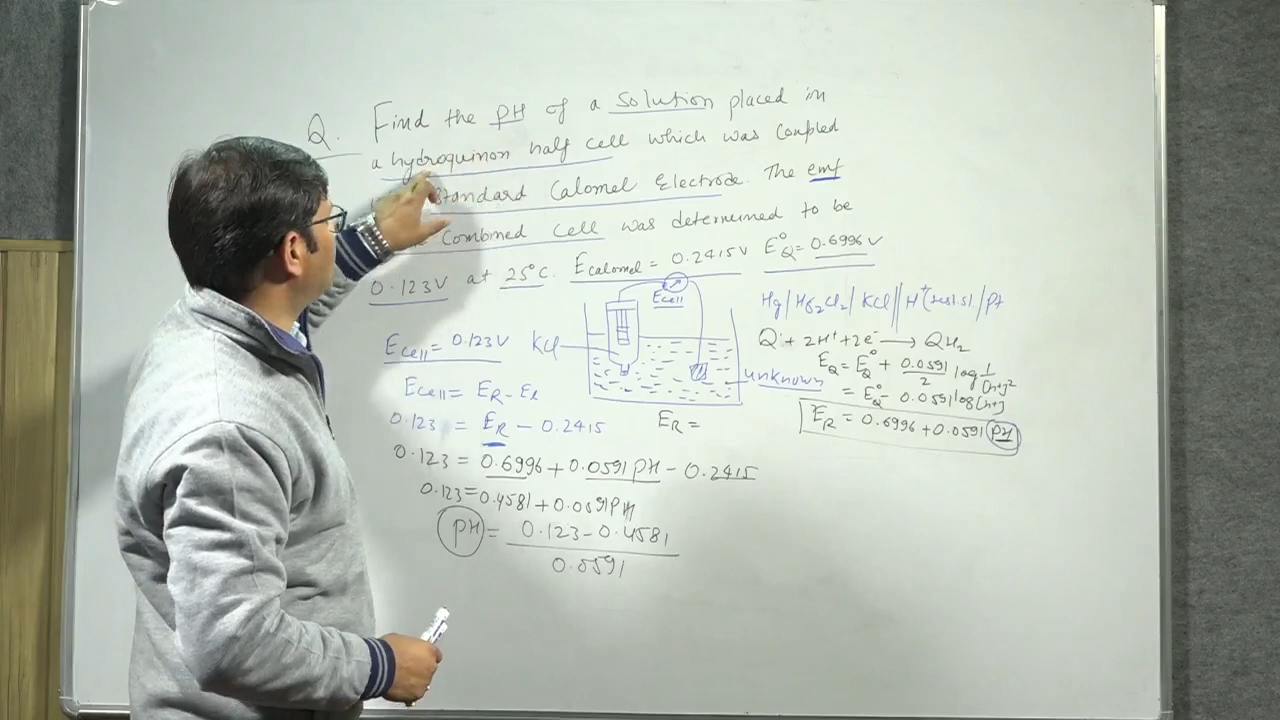 Q. Find the PH of a solution placed in
a hydroquinon half cell which was coupled
standard Calomel Electrode. The emf
Combined cell was determined to be
0.123V at 25°C. Ecalomel = 0.2415V E°Q = 0.6996V
Ecell
Hg/Hg2Cl2/KCl//H+(test s)/Pt
Ecell = 0.123V
KCl
unknown
Q + 2H+ + 2e- → QH2
EQ = E°Q + 0.0591/2 log 1/[H+]²
= E°Q - 0.0591 log[H+]
ER = 0.6996 + 0.0591 PH
Ecell = ER - EL
0.123 = ER - 0.2415
ER =
0.123 = 0.6996 + 0.0591 PH - 0.2415
0.123 = 0.4581 + 0.0591 PH
PH = 0.123 - 0.4581
0.0591